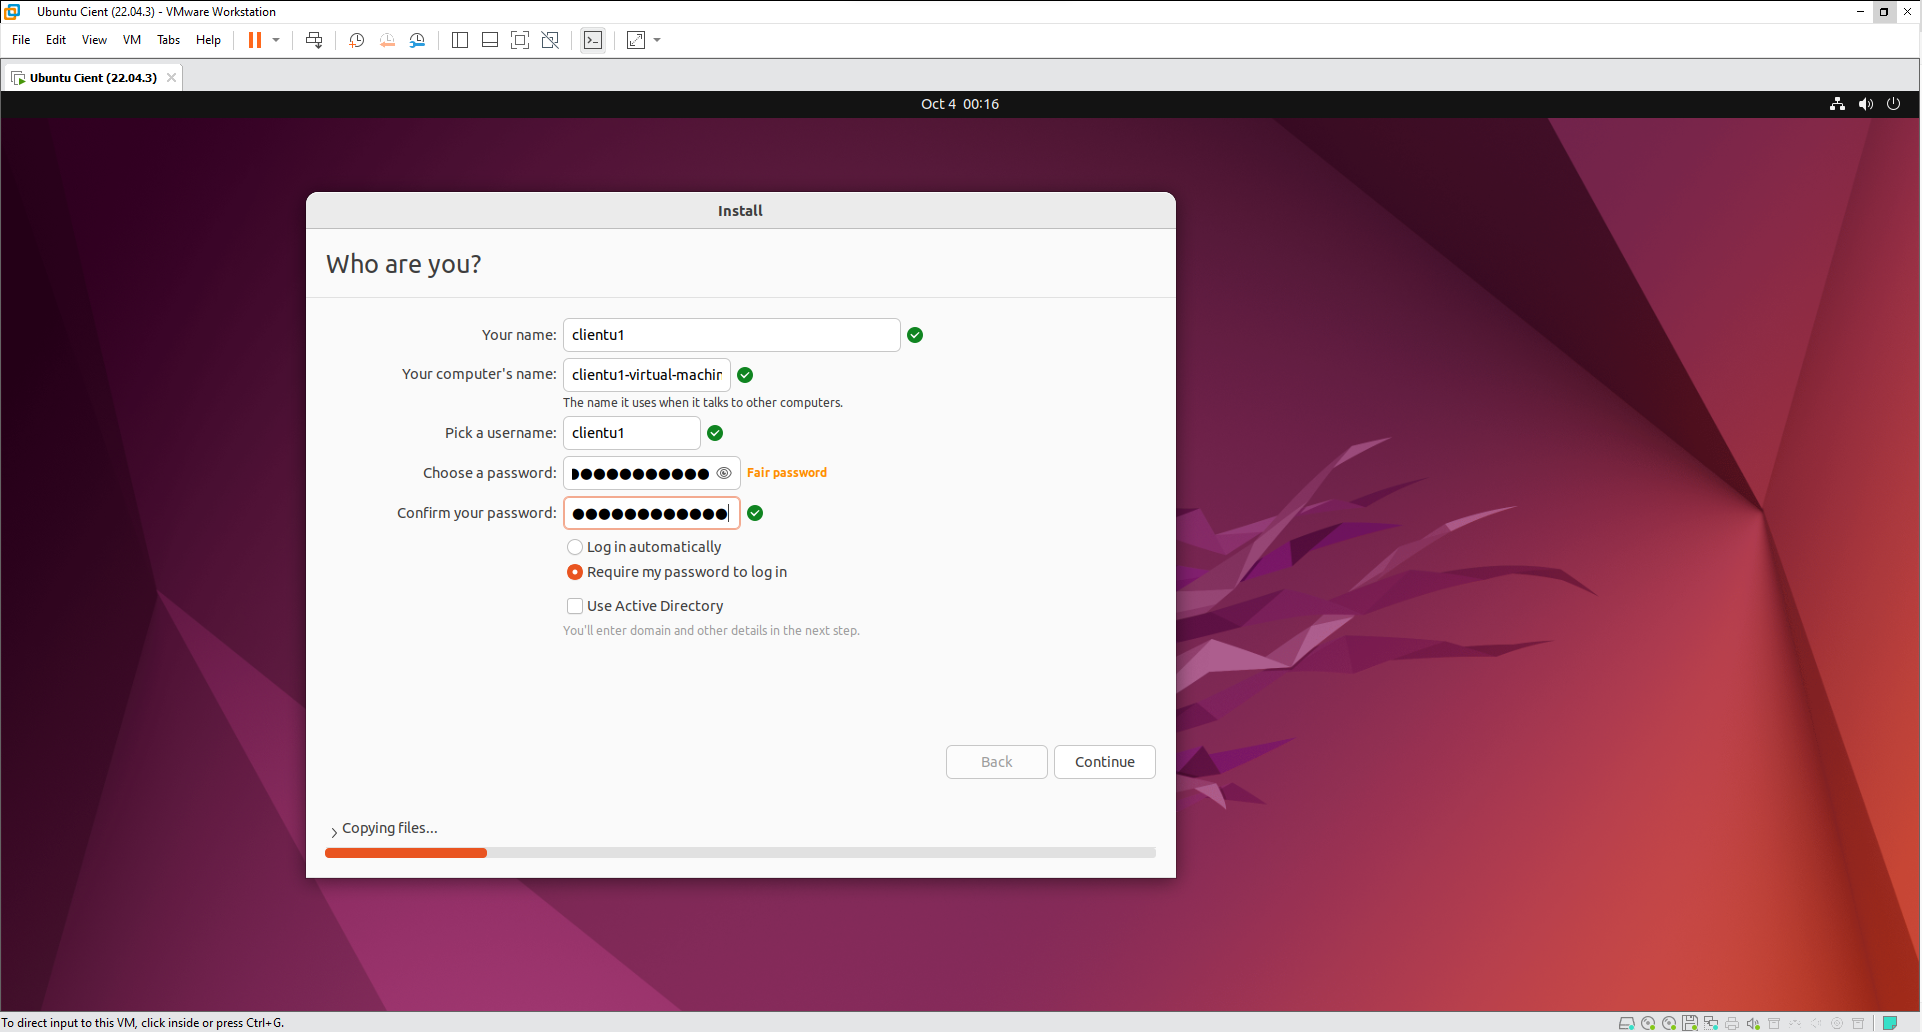 Ubuntu Cient (22.04.3) - VMware Workstation
File Edit View VM Tabs Help
Ubuntu Cient (22.04.3)
Oct 4 00:16
Install
Who are you?
Your name: clientu1
Your computer's name: clientu1-virtual-machin
The name it uses when it talks to other computers.
Pick a username: clientu1
Choose a password: ●●●●●●●●●●● Fair password
Confirm your password: ●●●●●●●●●●●●
Log in automatically
Require my password to log in
Use Active Directory
You'll enter domain and other details in the next step.
Back Continue
Copying files...
To direct input to this VM, click inside or press Ctrl+G.